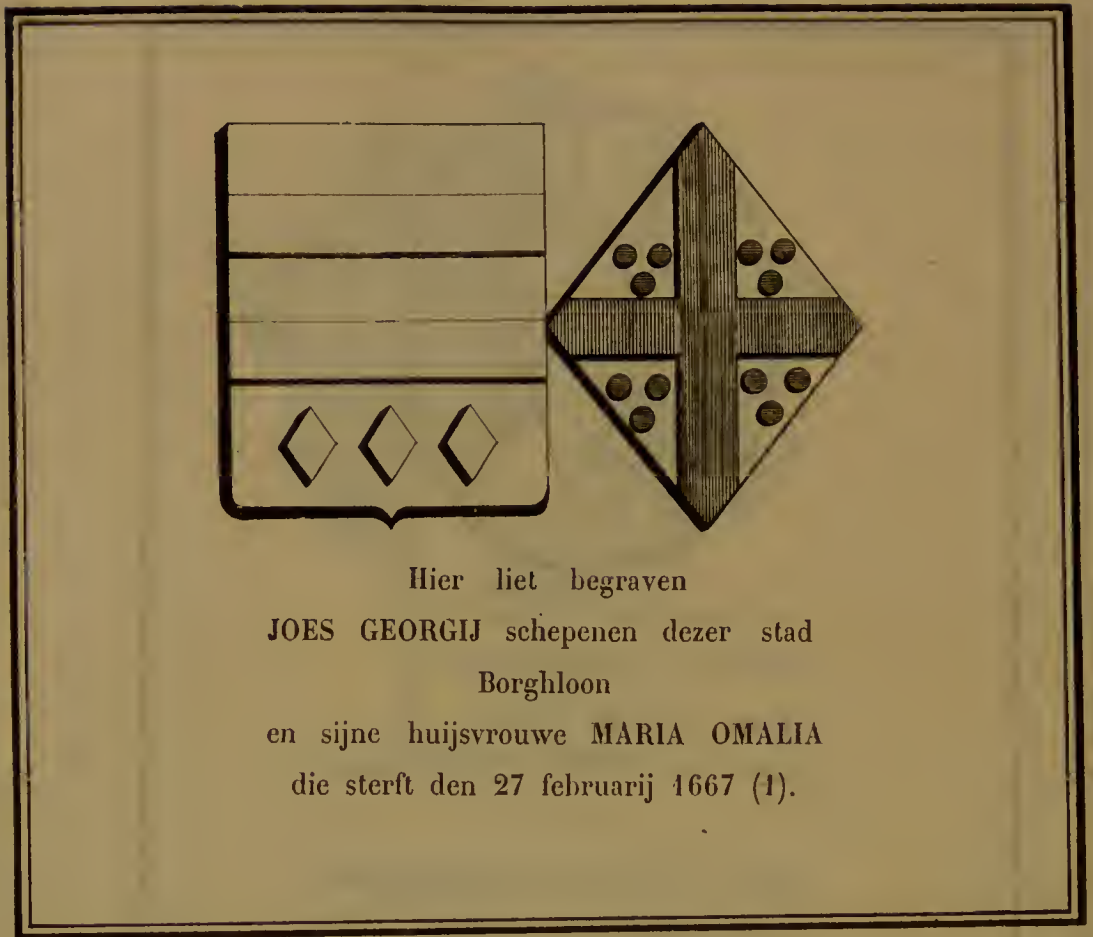 Hier liet begraven
JOES GEORGIJ schepenen dezer stad
Borghloon
en sijne huijsvrouwe MARIA OMALIA
die sterft den 27 februarij 1667 (1).